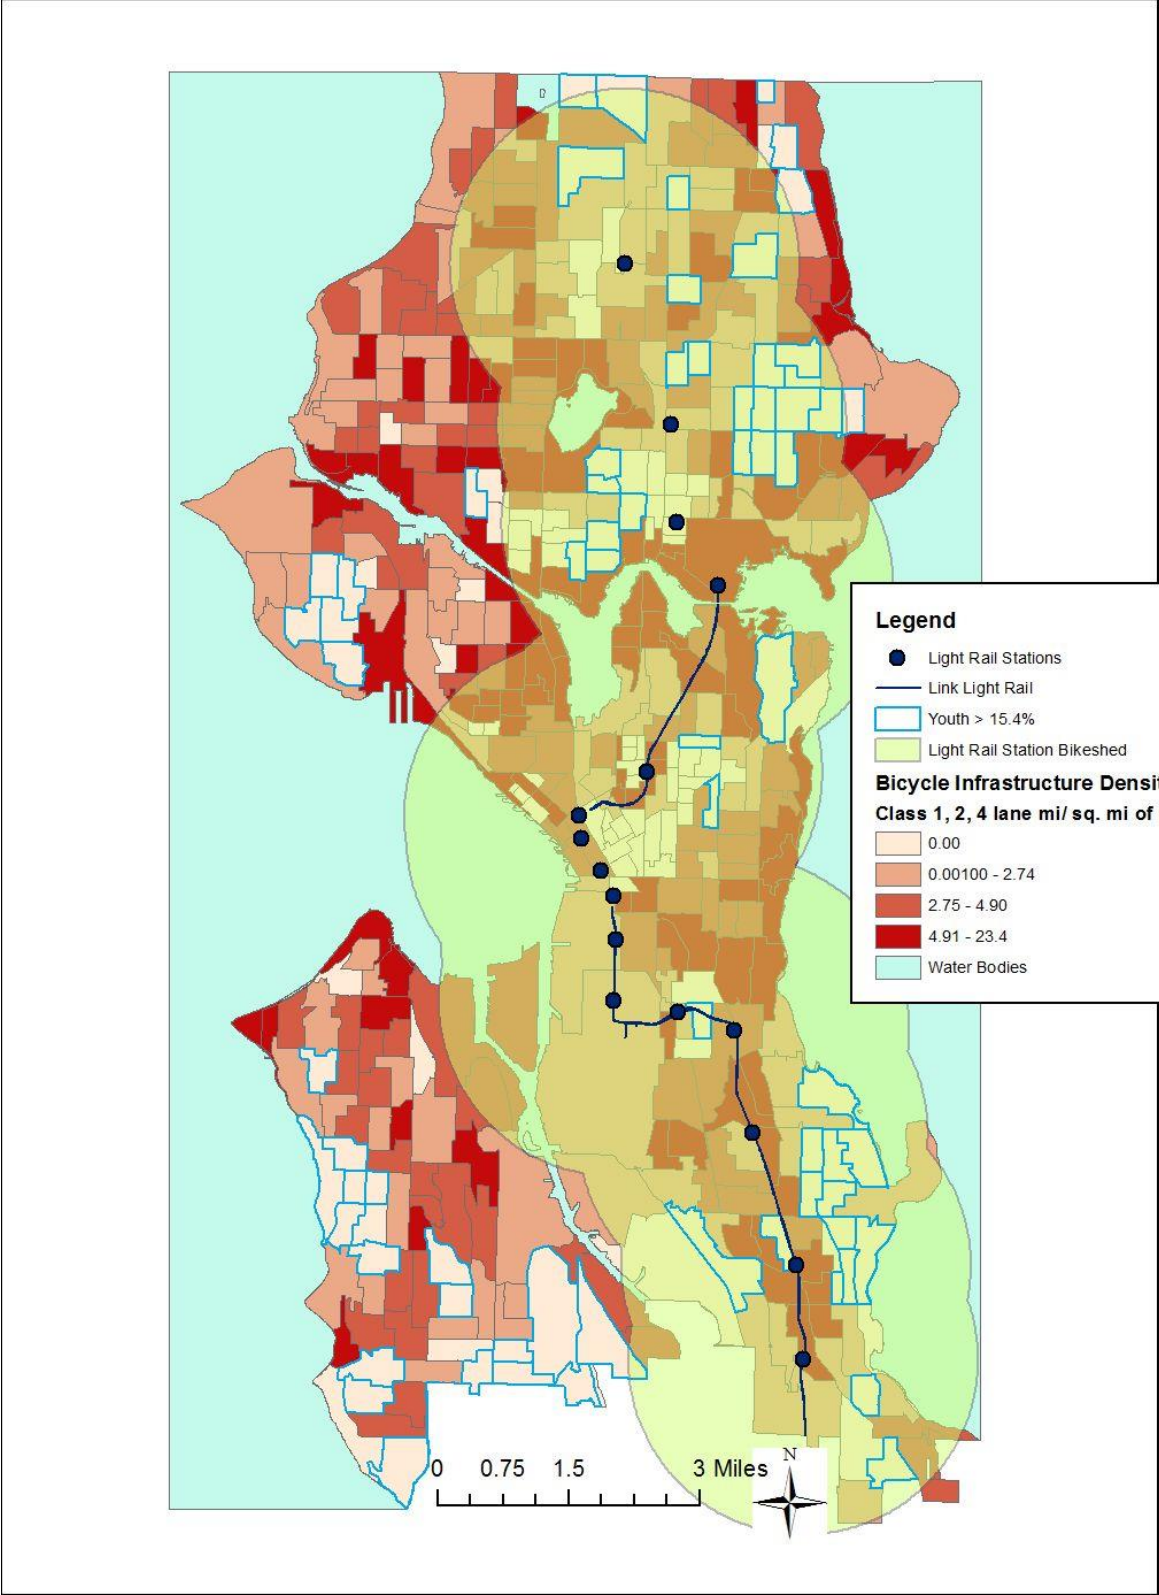 Legend
Light Rail Stations
Link Light Rail
Youth > 15.4%
Light Rail Station Bikeshed
Bicycle Infrastructure Densi
Class 1, 2, 4 lane mi/ sq. mi of
0.00
0.00100 - 2.74
2.75 - 4.90
4.91 - 23.4
Water Bodies
N
0 0.75 1.5 3 Miles